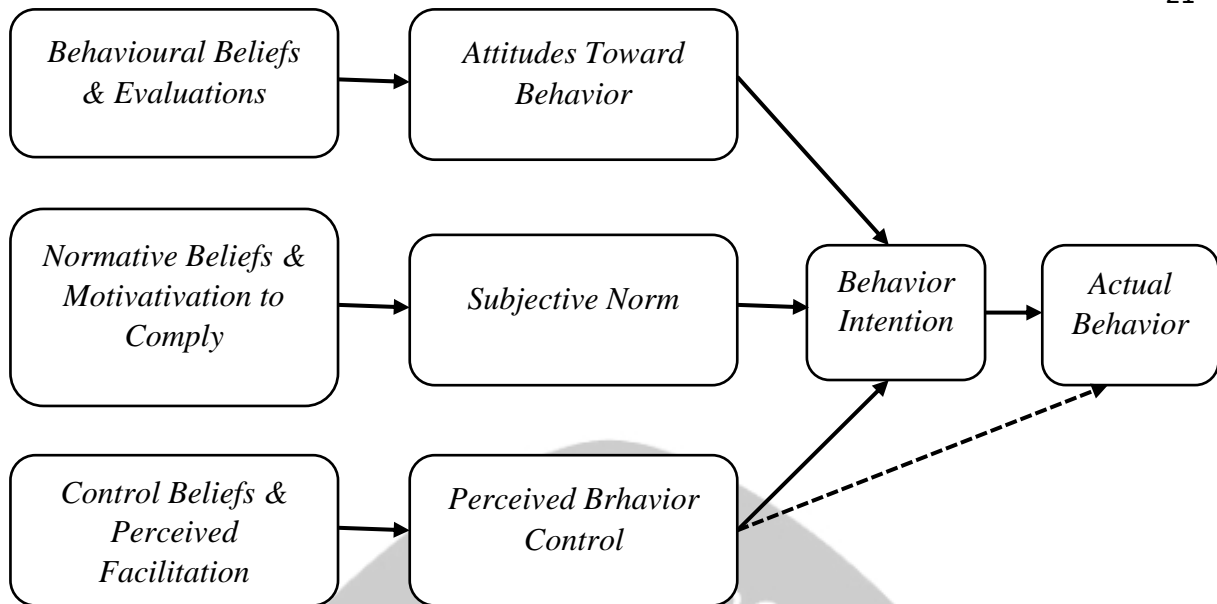 21
Behavioural Beliefs
& Evaluations
Attitudes Toward
Behavior
Normative Beliefs &
Motivativation to
Comply
Subjective Norm
Behavior
Intention
Actual
Behavior
Control Beliefs &
Perceived
Facilitation
Perceived Brhavior
Control